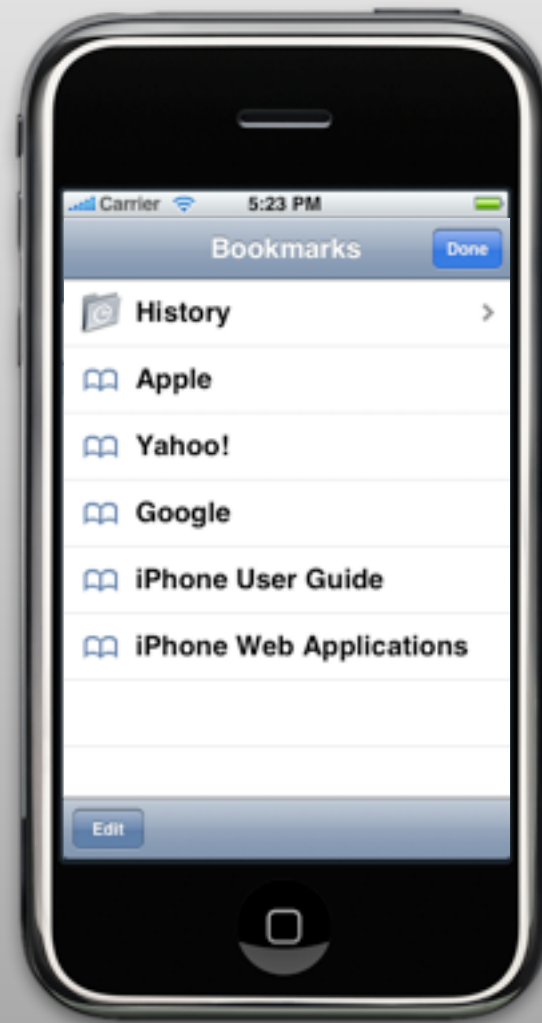 Carrier 5:23 PM
Bookmarks Done
History
Apple
Yahoo!
Google
iPhone User Guide
iPhone Web Applications
Edit